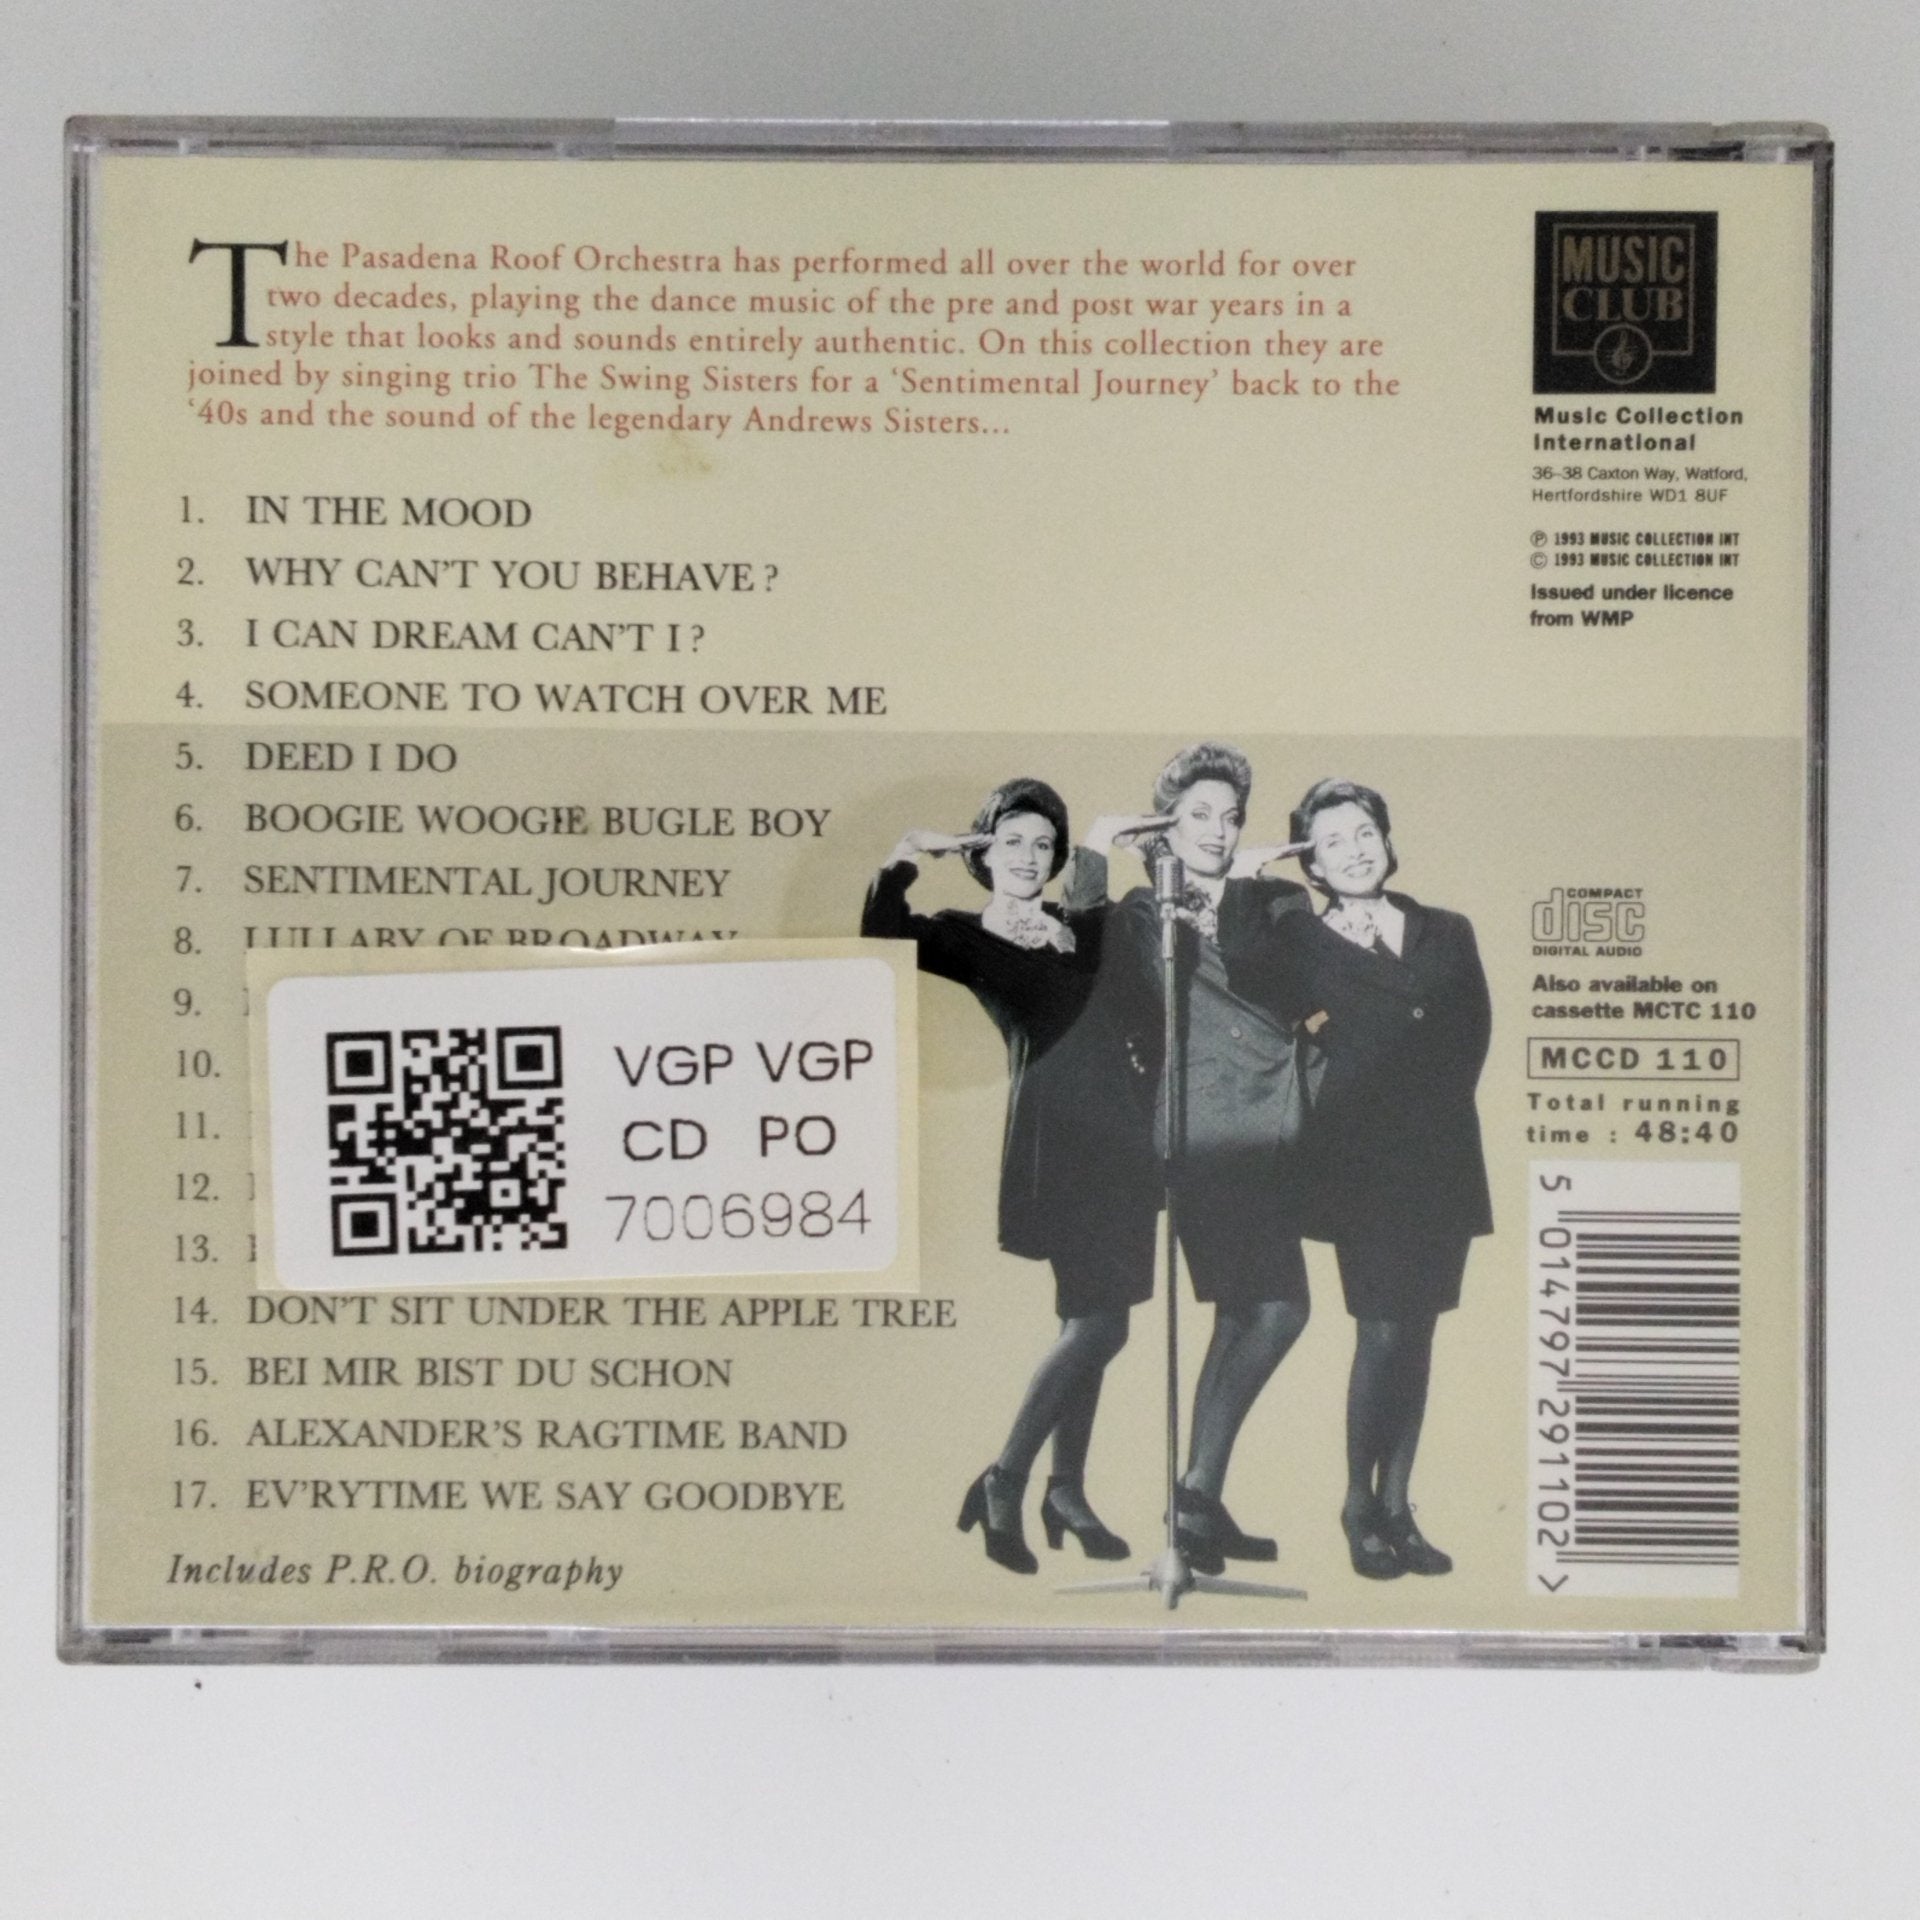 The Pasadena Roof Orchestra has performed all over the world for over
two decades, playing the dance music of the pre and post war years in a
style that looks and sounds entirely authentic. On this collection they are
joined by singing trio The Swing Sisters for a ‘Sentimental Journey’ back to the
‘40s and the sound of the legendary Andrews Sisters...
1. IN THE MOOD
2. WHY CAN'T YOU BEHAVE?
3. I CAN DREAM CAN'T I?
4. SOMEONE TO WATCH OVER ME
5. DEED I DO
6. BOOGIE WOOGIE BUGLE BOY
7. SENTIMENTAL JOURNEY
8. LULLABY OF BROADWAY
9.
10.
11.
12.
13.
14. DON'T SIT UNDER THE APPLE TREE
15. BEI MIR BIST DU SCHON
16. ALEXANDER'S RAGTIME BAND
17. EV'RYTIME WE SAY GOODBYE
Includes P.R.O. biography
VGP VGP
CD PO
7006984
MUSIC
CLUB
Music Collection
International
36-38 Caxton Way, Watford,
Hertfordshire WD1 8UF
℗ 1993 MUSIC COLLECTION INT
© 1993 MUSIC COLLECTION INT
Issued under licence
from WMP
COMPACT
disc
DIGITAL AUDIO
Also available on
cassette MCTC 110
MCCD 110
Total running
time : 48:40
5 014797 291102 >